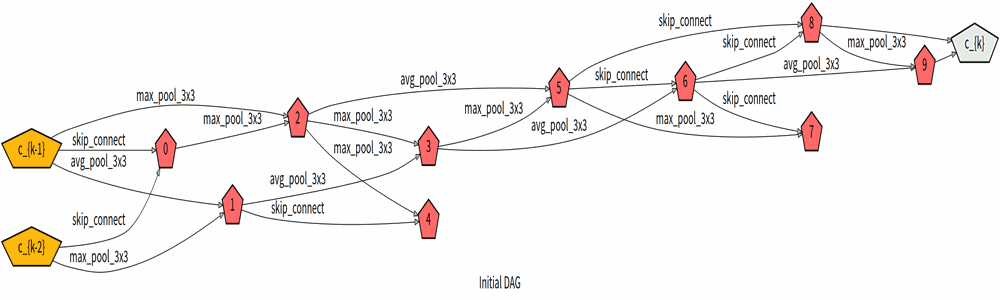 skip_connect
8
c_{k}
skip_connect
max_pool_3x3
9
avg_pool_3x3
avg_pool_3x3
5
skip_connect
6
max_pool_3x3
skip_connect
2
max_pool_3x3
max_pool_3x3
max_pool_3x3
avg_pool_3x3
max_pool_3x3
7
c_{k-1}
skip_connect
0
max_pool_3x3
3
avg_pool_3x3
avg_pool_3x3
1
skip_connect
4
skip_connect
c_{k-2}
max_pool_3x3
Initial DAG